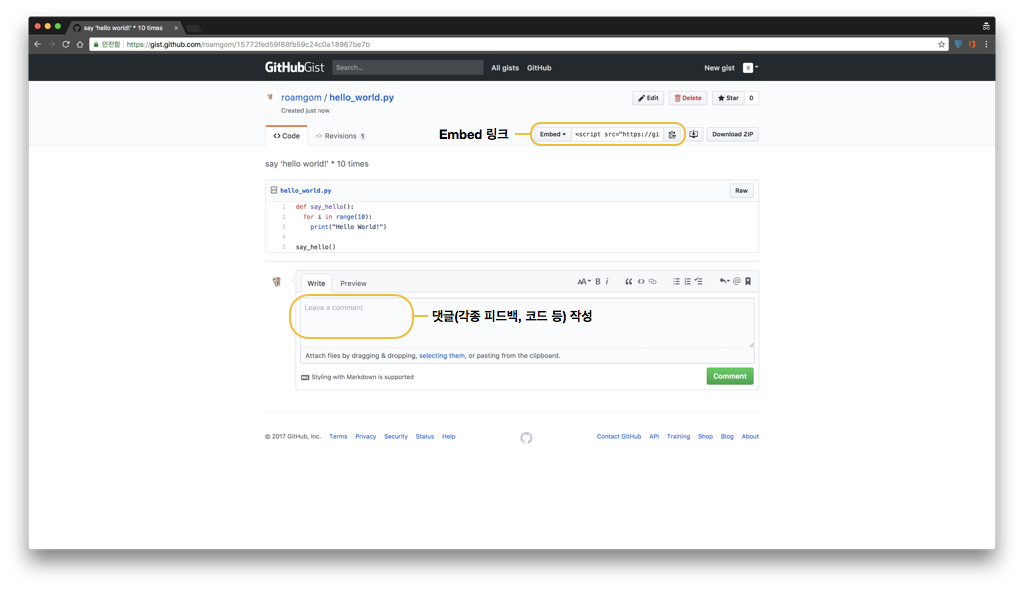 say 'hello world!' * 10 times
안전함 https://gist.github.com/roamgom/15772fed59f88fb59c24c0a18967be7b
GitHubGist Search... All gists GitHub New gist
roamgom / hello_world.py Edit Delete Star 0
Created just now
Code Revisions 1 Embed 링크 Embed <script src="https://gi Download ZIP
say 'hello world!' * 10 times
hello_world.py Raw
1 def say_hello():
2 for i in range(10):
3 print("Hello World!")
4
5 say_hello()
Write Preview AA B i
Leave a comment
댓글(각종 피드백, 코드 등) 작성
Attach files by dragging & dropping, selecting them, or pasting from the clipboard.
Styling with Markdown is supported Comment
© 2017 GitHub, Inc. Terms Privacy Security Status Help Contact GitHub API Training Shop Blog About